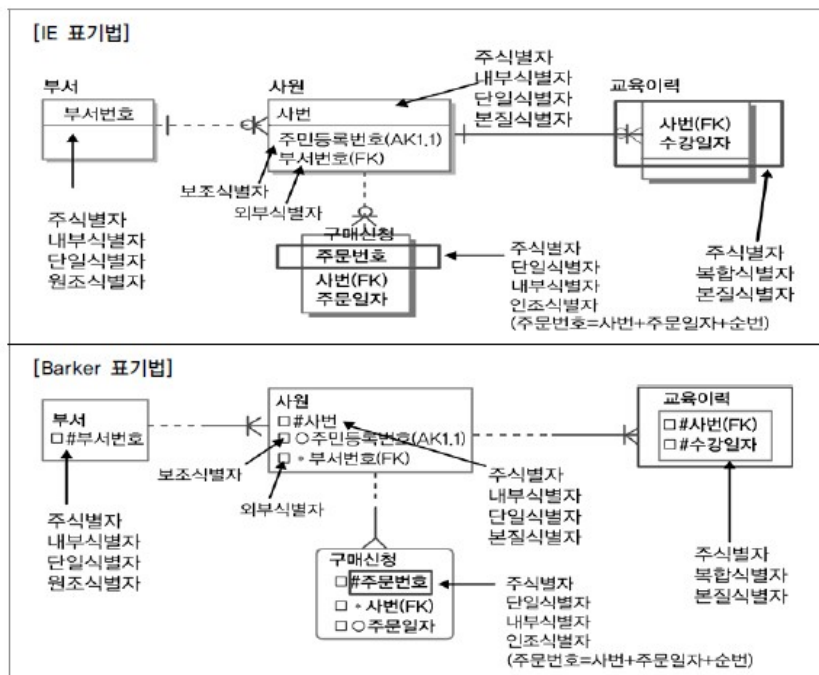 [IE 표기법]
부서
부서번호
주식별자
내부식별자
단일식별자
원조식별자
사원
사번
주민등록번호(AK1.1)
부서번호(FK)
보조식별자
외부식별자
주식별자
내부식별자
단일식별자
본질식별자
교육이력
사번(FK)
수강일자
주식별자
복합식별자
본질식별자
구매신청
주문번호
사번(FK)
주문일자
주식별자
단일식별자
내부식별자
인조식별자
(주문번호=사번+주문일자+순번)
[Barker 표기법]
부서
#부서번호
주식별자
내부식별자
단일식별자
원조식별자
사원
#사번
○주민등록번호(AK1.1)
* 부서번호(FK)
보조식별자
외부식별자
주식별자
내부식별자
단일식별자
본질식별자
교육이력
#사번(FK)
#수강일자
주식별자
복합식별자
본질식별자
구매신청
#주문번호
* 사번(FK)
○주문일자
주식별자
단일식별자
내부식별자
인조식별자
(주문번호=사번+주문일자+순번)